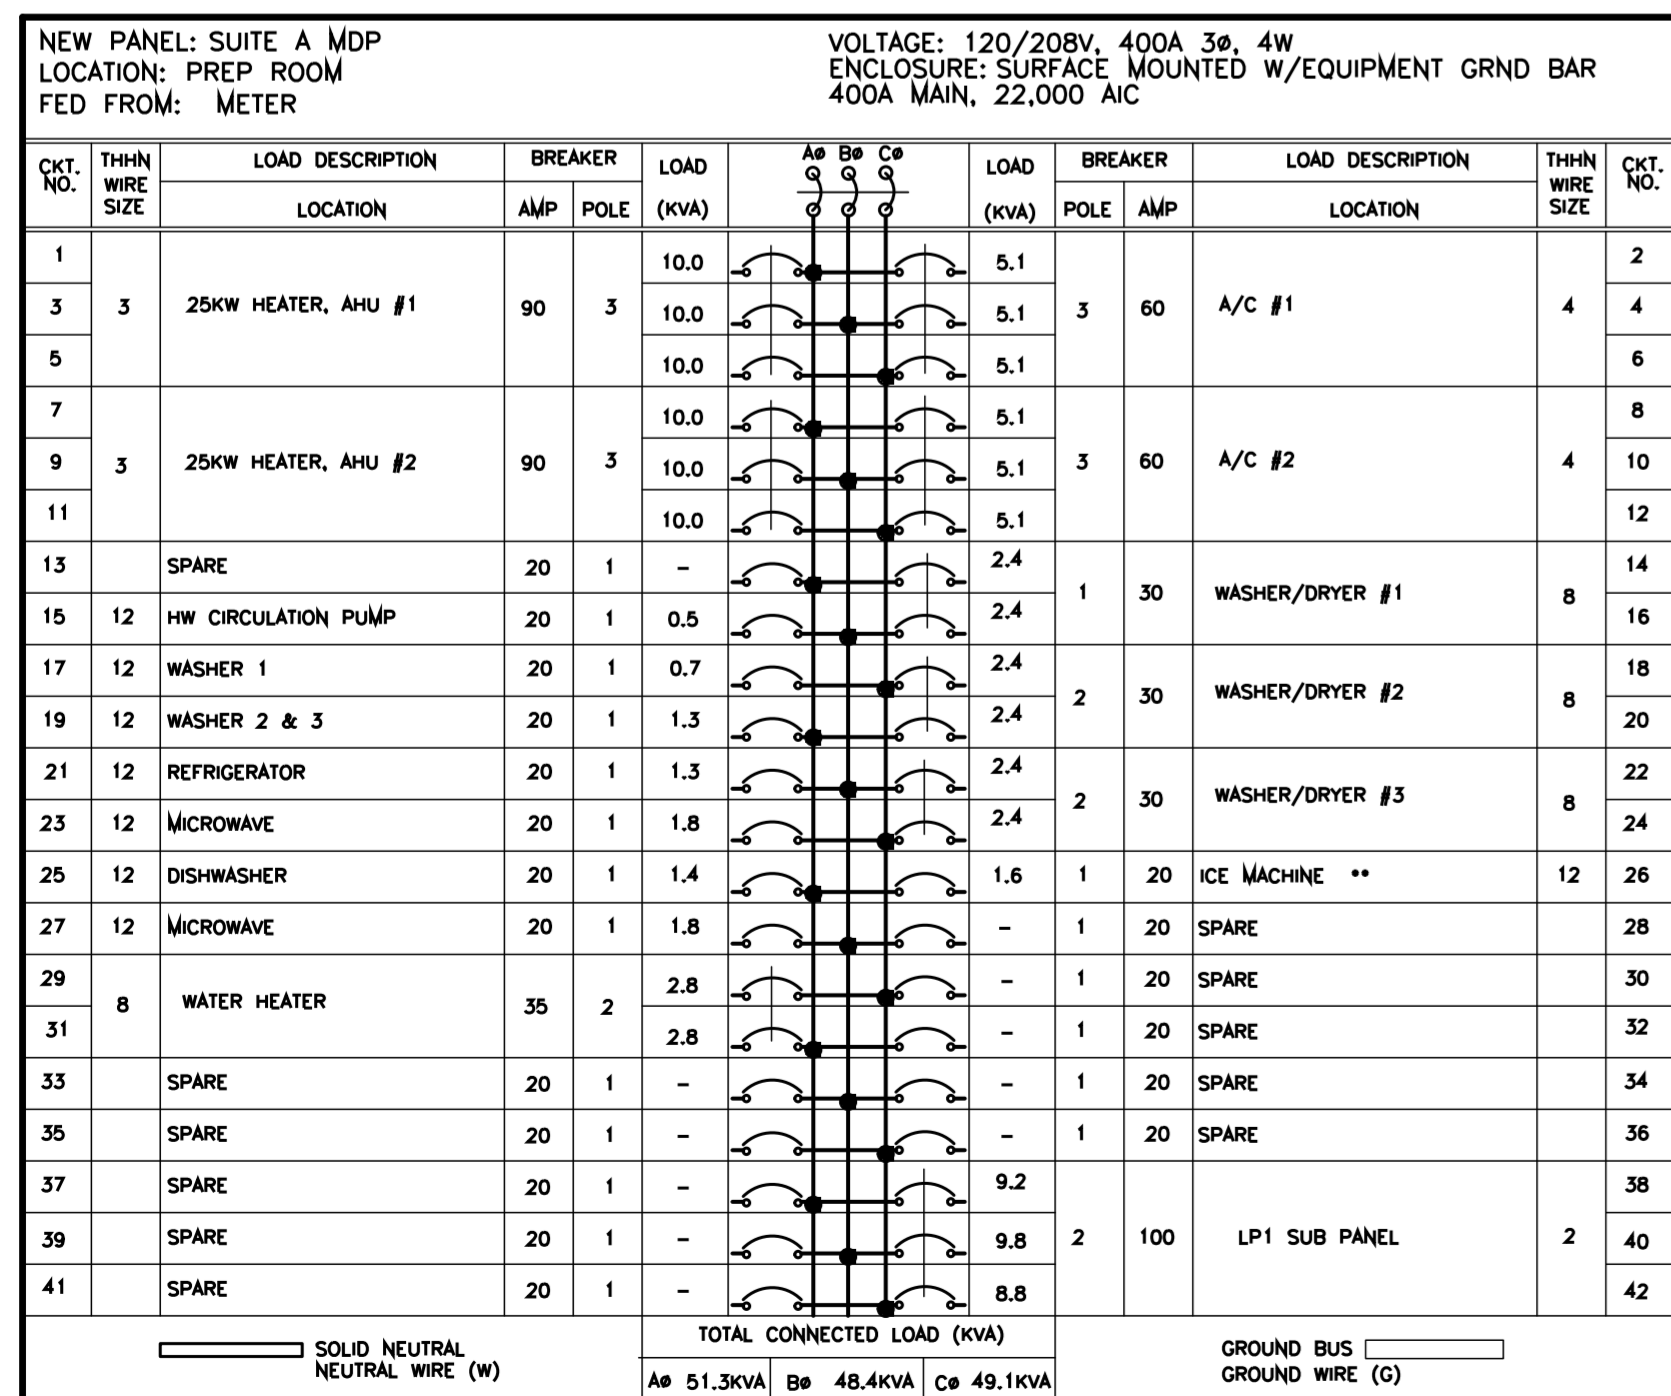 NEW PANEL: SUITE A MDP
LOCATION: PREP ROOM
FED FROM: METER
VOLTAGE: 120/208V, 400A 3ø, 4W
ENCLOSURE: SURFACE MOUNTED W/EQUIPMENT GRND BAR
400A MAIN, 22,000 AIC
CKT. NO. THHN WIRE SIZE LOAD DESCRIPTION LOCATION BREAKER AMP POLE LOAD (KVA) Aø Bø Cø LOAD (KVA) BREAKER POLE AMP LOAD DESCRIPTION LOCATION THHN WIRE SIZE CKT. NO.
1 10.0 5.1 2
3 3 25KW HEATER, AHU #1 90 3 10.0 5.1 3 60 A/C #1 4 4
5 10.0 5.1 6
7 10.0 5.1 8
9 3 25KW HEATER, AHU #2 90 3 10.0 5.1 3 60 A/C #2 4 10
11 10.0 5.1 12
13 SPARE 20 1 - 2.4 1 30 WASHER/DRYER #1 8 14
15 12 HW CIRCULATION PUMP 20 1 0.5 2.4 16
17 12 WASHER 1 20 1 0.7 2.4 2 30 WASHER/DRYER #2 8 18
19 12 WASHER 2 & 3 20 1 1.3 2.4 20
21 12 REFRIGERATOR 20 1 1.3 2.4 2 30 WASHER/DRYER #3 8 22
23 12 MICROWAVE 20 1 1.8 2.4 24
25 12 DISHWASHER 20 1 1.4 1.6 1 20 ICE MACHINE •• 12 26
27 12 MICROWAVE 20 1 1.8 - 1 20 SPARE 28
29 8 WATER HEATER 35 2 2.8 - 1 20 SPARE 30
31 2.8 - 1 20 SPARE 32
33 SPARE 20 1 - - 1 20 SPARE 34
35 SPARE 20 1 - - 1 20 SPARE 36
37 SPARE 20 1 - 9.2 38
39 SPARE 20 1 - 9.8 2 100 LP1 SUB PANEL 2 40
41 SPARE 20 1 - 8.8 42
SOLID NEUTRAL
NEUTRAL WIRE (W)
TOTAL CONNECTED LOAD (KVA)
Aø 51.3KVA Bø 48.4KVA Cø 49.1KVA
GROUND BUS
GROUND WIRE (G)